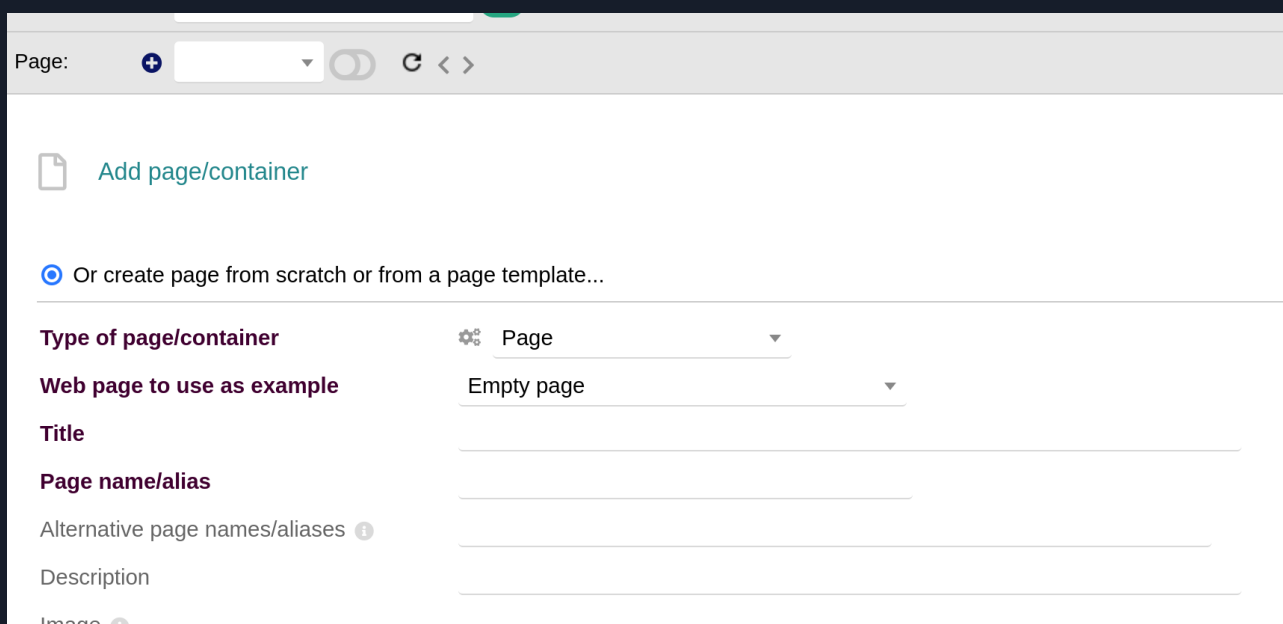 Page:
Add page/container
Or create page from scratch or from a page template...
Type of page/container
Page
Web page to use as example
Empty page
Title
Page name/alias
Alternative page names/aliases
Description
Image